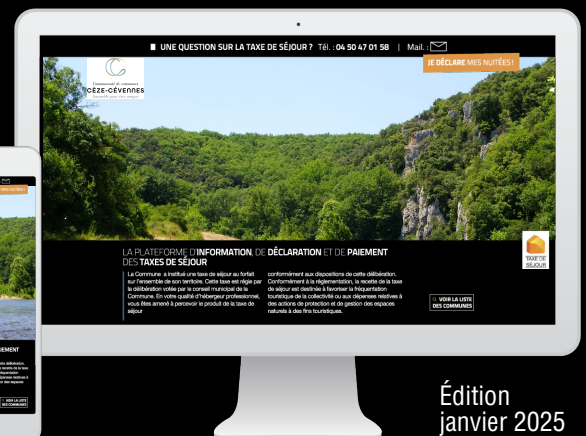 UNE QUESTION SUR LA TAXE DE SÉJOUR ? Tél. : 04 50 47 01 58 | Mail. :
JE DÉCLARE MES NUITÉES !
Communauté de communes
CÈZE-CÉVENNES
LA PLATEFORME D'INFORMATION, DE DÉCLARATION ET DE PAIEMENT
DES TAXES DE SÉJOUR
La Commune a institué une taxe de séjour au forfait
sur l'ensemble de son territoire. Cette taxe est régie par
la délibération votée par le conseil municipal de la
Commune. En votre qualité d'hébergeur professionnel,
vous êtes amené à percevoir le produit de la taxe de
séjour
conformément aux dispositions de cette délibération.
Conformément à la réglementation, la recette de la taxe
de séjour est destinée à favoriser la fréquentation
touristique de la collectivité ou aux dépenses relatives à
des actions de protection et de gestion des espaces
naturels à des fins touristiques.
TAXE DE
SÉJOUR
VOIR LA LISTE
DES COMMUNES
VOIR LA LISTE
DES COMMUNES
Édition
janvier 2025